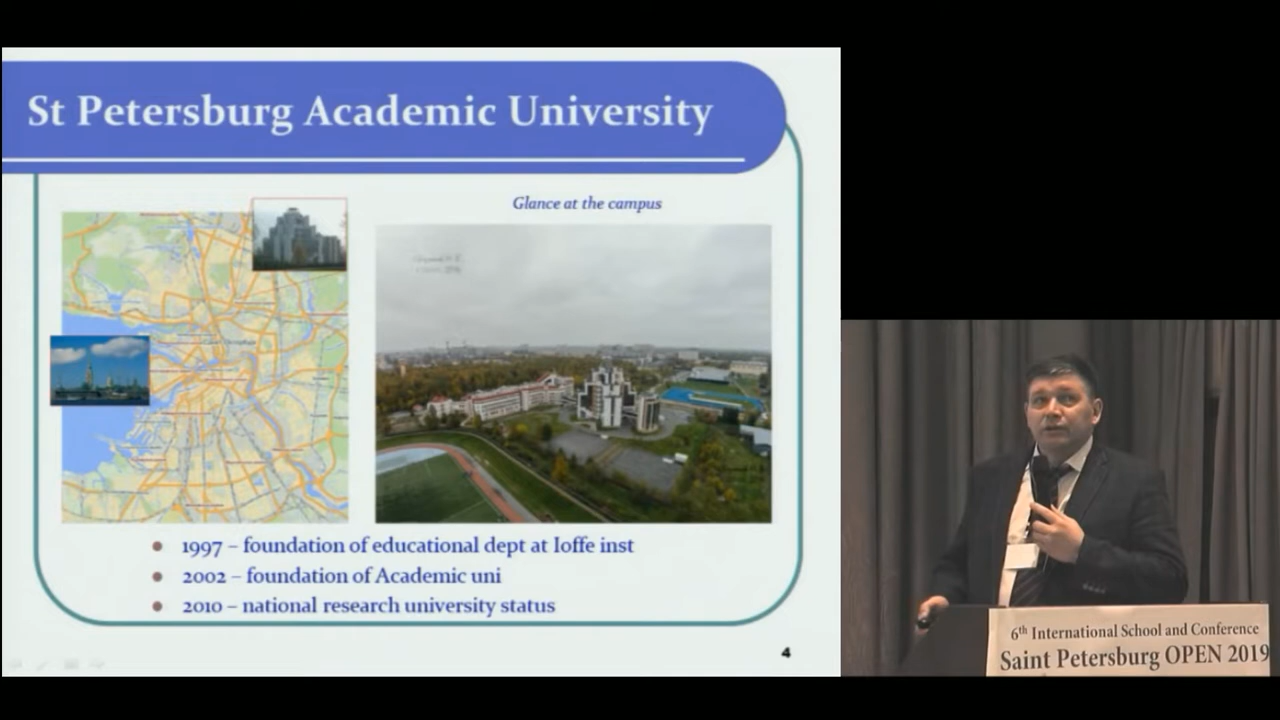 St Petersburg Academic University
Glance at the campus
1997 – foundation of educational dept at Ioffe inst
2002 – foundation of Academic uni
2010 – national research university status
4
6th International School and Conference
Saint Petersburg OPEN 2019